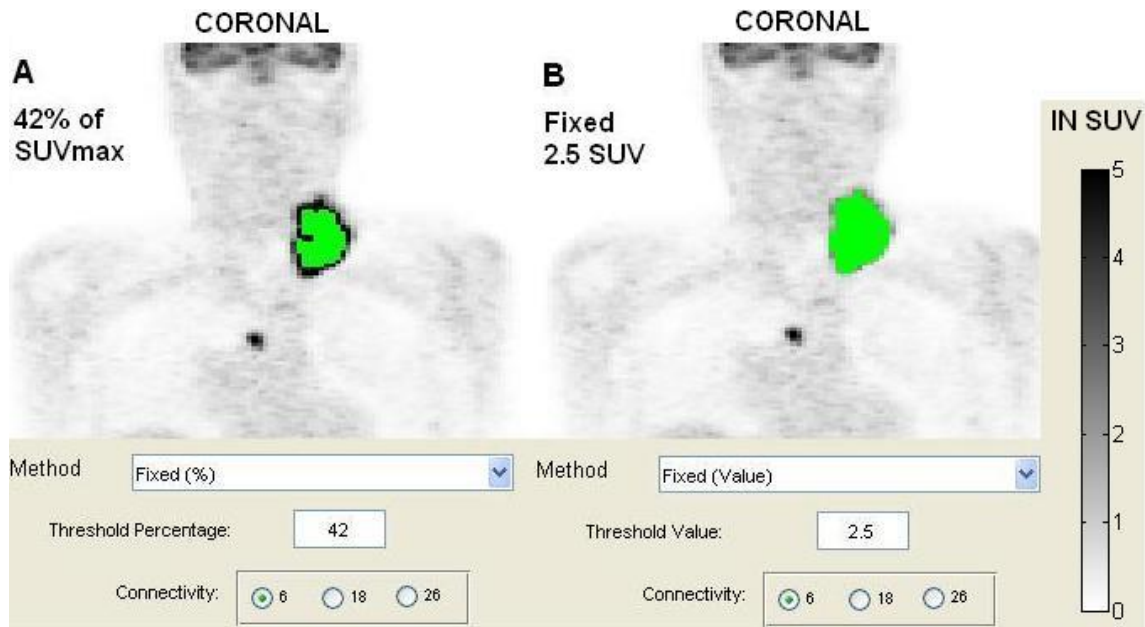 CORONAL
A
42% of
SUVmax
CORONAL
B
Fixed
2.5 SUV
IN SUV
5
4
3
2
1
0
Method
Fixed (%)
Threshold Percentage:
42
Connectivity:
6 18 26
Method
Fixed (Value)
Threshold Value:
2.5
Connectivity:
6 18 26